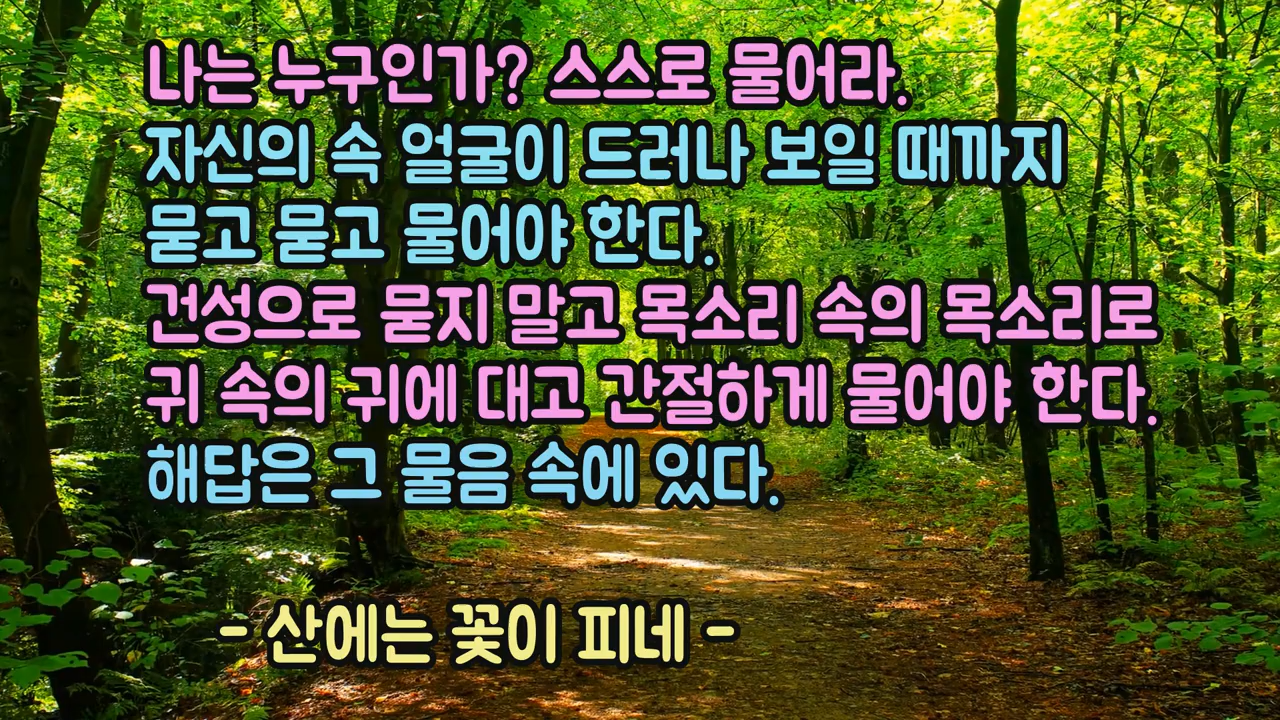 나는 누구인가? 스스로 물어라.
자신의 속 얼굴이 드러나 보일 때까지
묻고 묻고 물어야 한다.
건성으로 묻지 말고 목소리 속의 목소리로
귀 속의 귀에 대고 간절하게 물어야 한다.
해답은 그 물음 속에 있다.
- 산에는 꽃이 피네 -